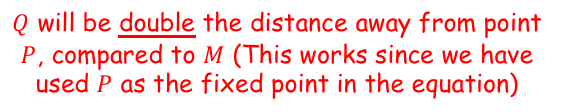 Q will be double the distance away from point
P, compared to M (This works since we have
used P as the fixed point in the equation)